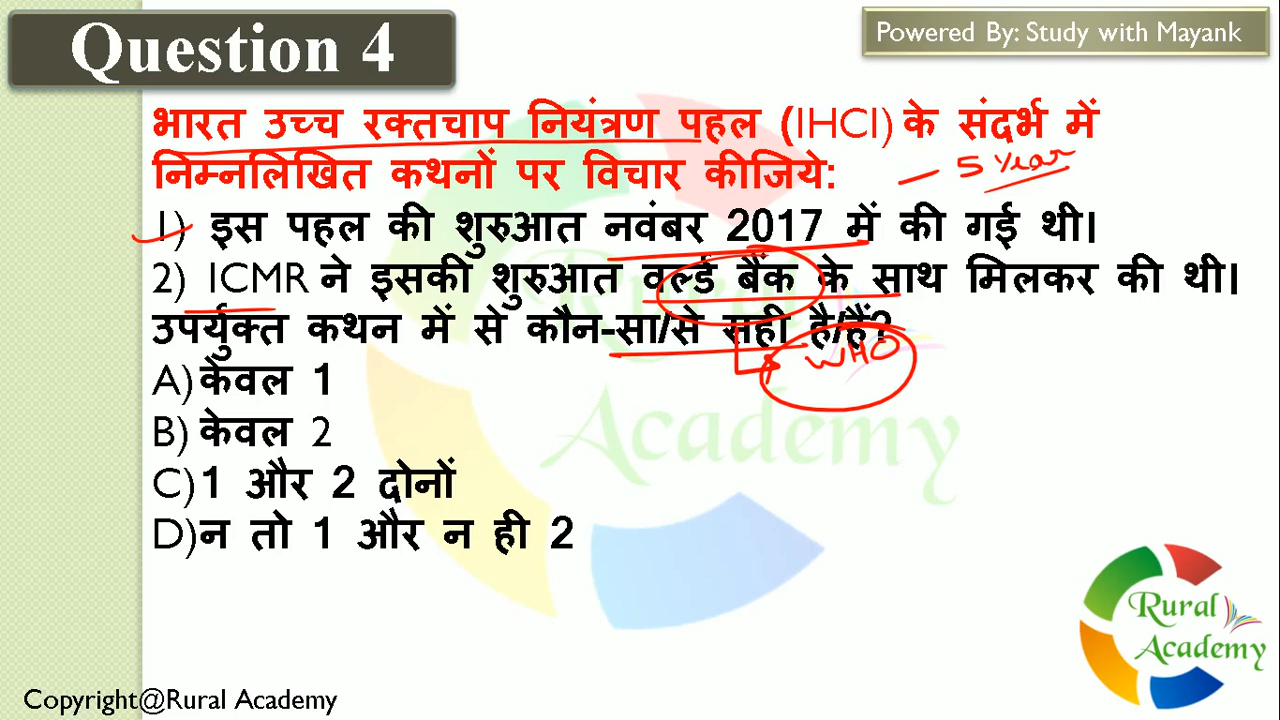 Question 4
Powered By: Study with Mayank
भारत उच्च रक्तचाप नियंत्रण पहल (IHCI) के संदर्भ में
निम्नलिखित कथनों पर विचार कीजिये:
– 5 Year
1) इस पहल की शुरुआत नवंबर 2017 में की गई थी।
2) ICMR ने इसकी शुरुआत वर्ल्ड बैंक के साथ मिलकर की थी।
उपर्युक्त कथन में से कौन-सा/से सही है/हैं?
WHO
A) केवल 1
B) केवल 2
C) 1 और 2 दोनों
D)न तो 1 और न ही 2
Rural
Academy
Rural
Academy
Copyright@Rural Academy